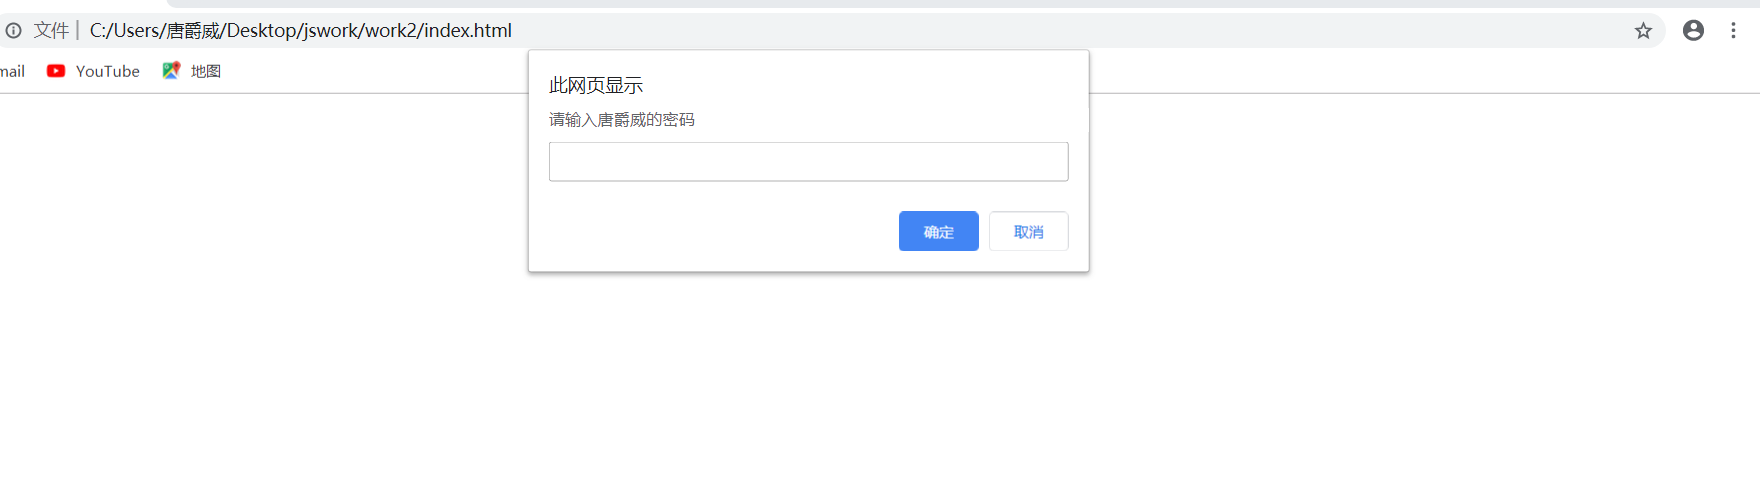 文件 | C:/Users/唐爵威/Desktop/jswork/work2/index.html
mail YouTube 地图
此网页显示
请输入唐爵威的密码
确定 取消